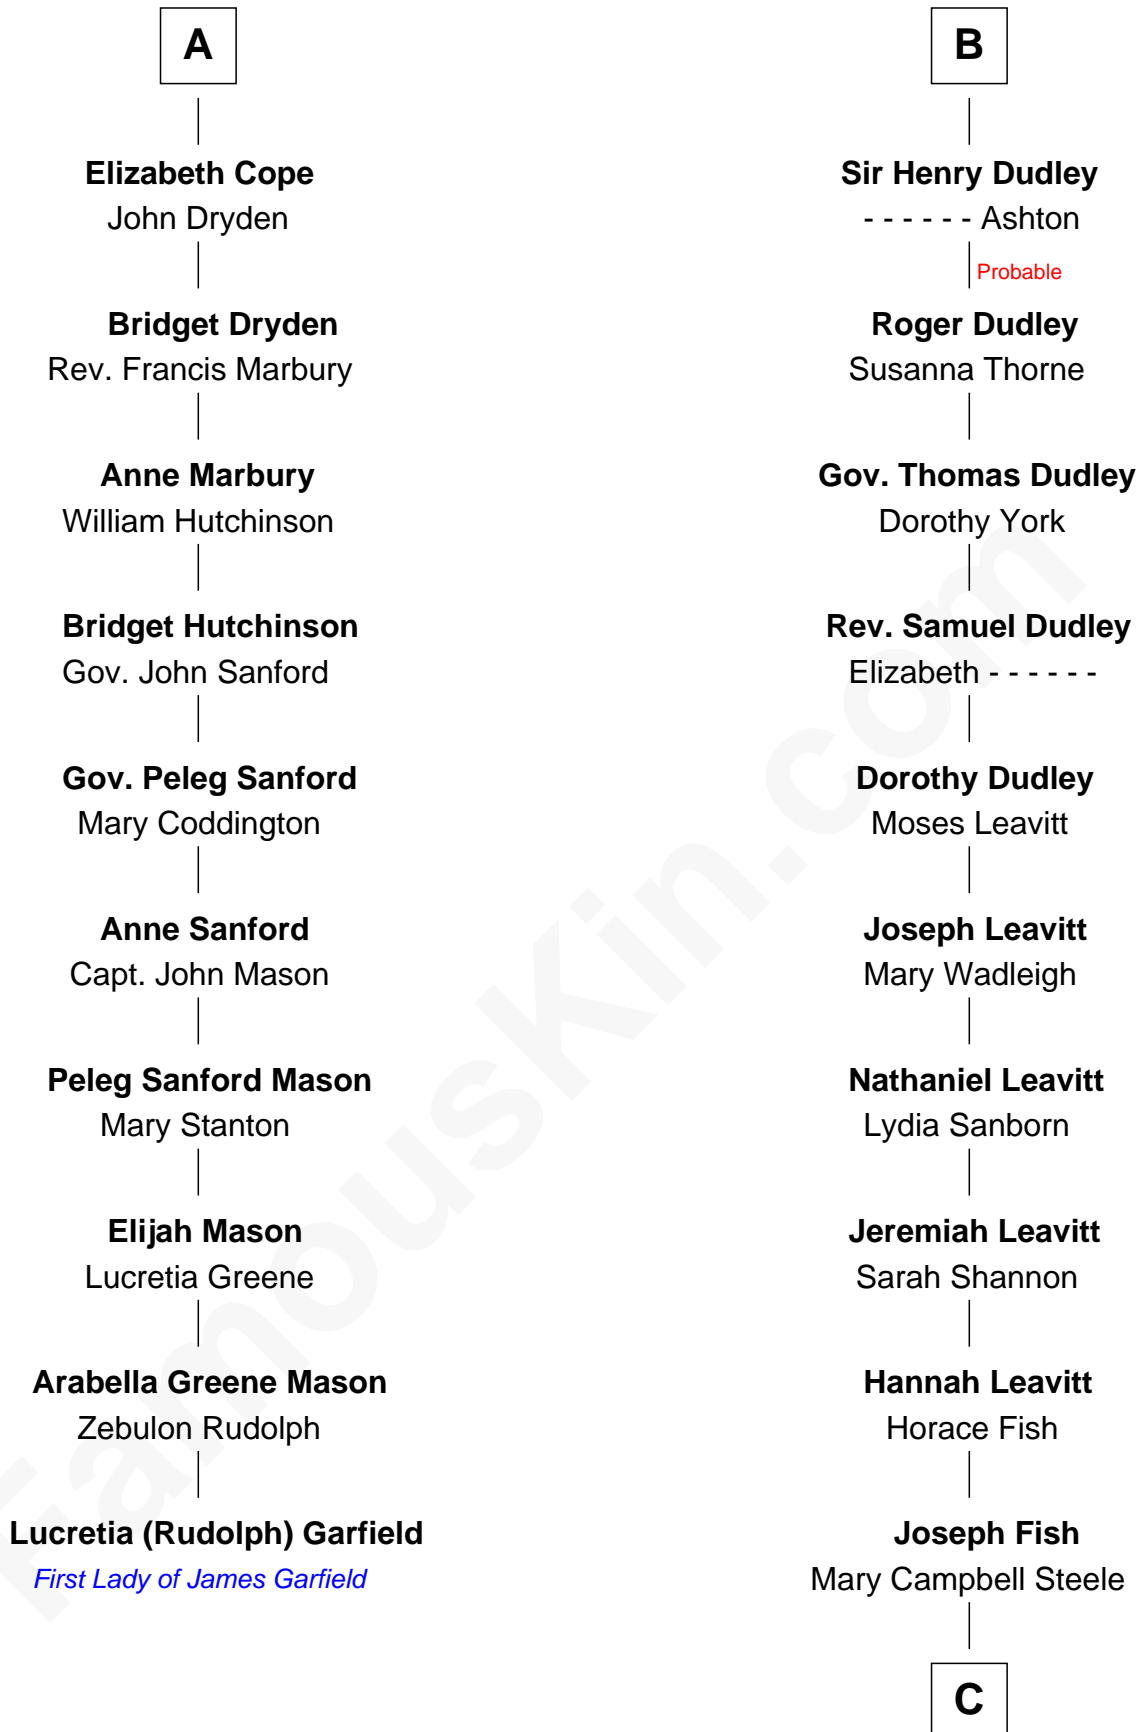 A
Elizabeth Cope
John Dryden
Bridget Dryden
Rev. Francis Marbury
Anne Marbury
William Hutchinson
Bridget Hutchinson
Gov. John Sanford
Gov. Peleg Sanford
Mary Coddington
Anne Sanford
Capt. John Mason
Peleg Sanford Mason
Mary Stanton
Elijah Mason
Lucretia Greene
Arabella Greene Mason
Zebulon Rudolph
Lucretia (Rudolph) Garfield
First Lady of James Garfield
B
Sir Henry Dudley
- - - - - - Ashton
Probable
Roger Dudley
Susanna Thorne
Gov. Thomas Dudley
Dorothy York
Rev. Samuel Dudley
Elizabeth - - - - - -
Dorothy Dudley
Moses Leavitt
Joseph Leavitt
Mary Wadleigh
Nathaniel Leavitt
Lydia Sanborn
Jeremiah Leavitt
Sarah Shannon
Hannah Leavitt
Horace Fish
Joseph Fish
Mary Campbell Steele
C
FamousKin.com